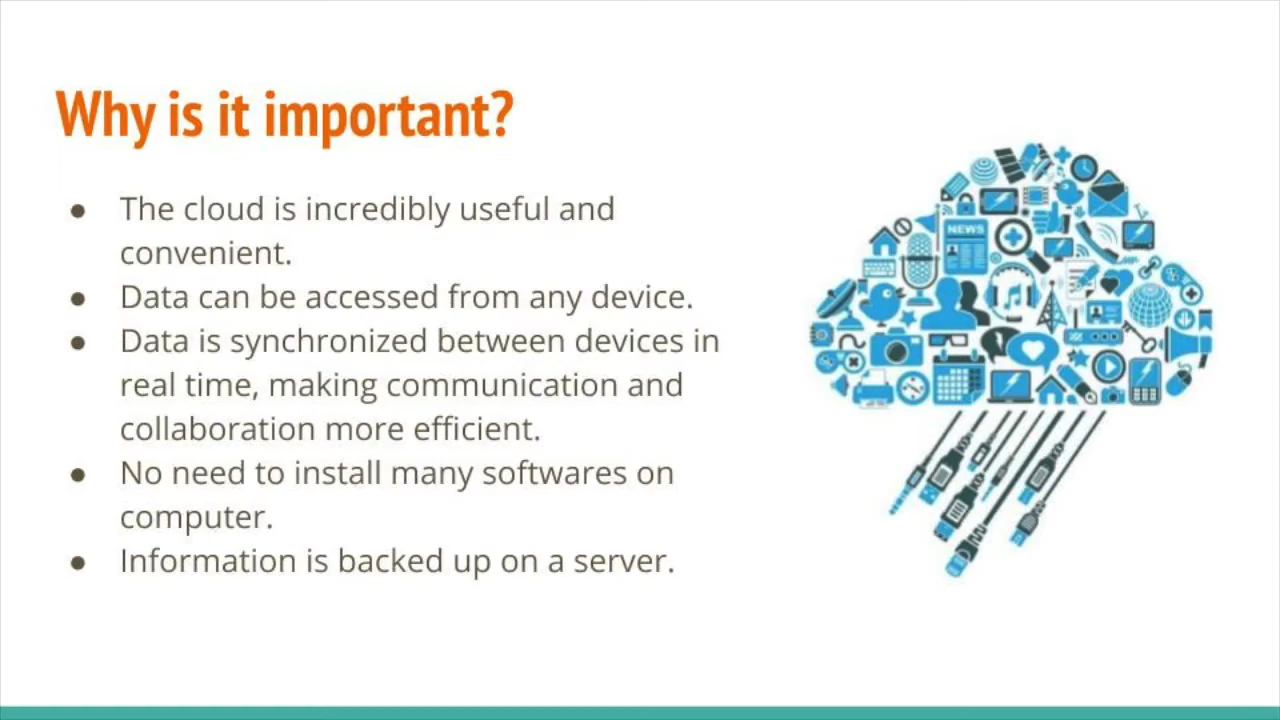 Why is it important?
● The cloud is incredibly useful and
convenient.
● Data can be accessed from any device.
● Data is synchronized between devices in
real time, making communication and
collaboration more efficient.
● No need to install many softwares on
computer.
● Information is backed up on a server.
NEWS